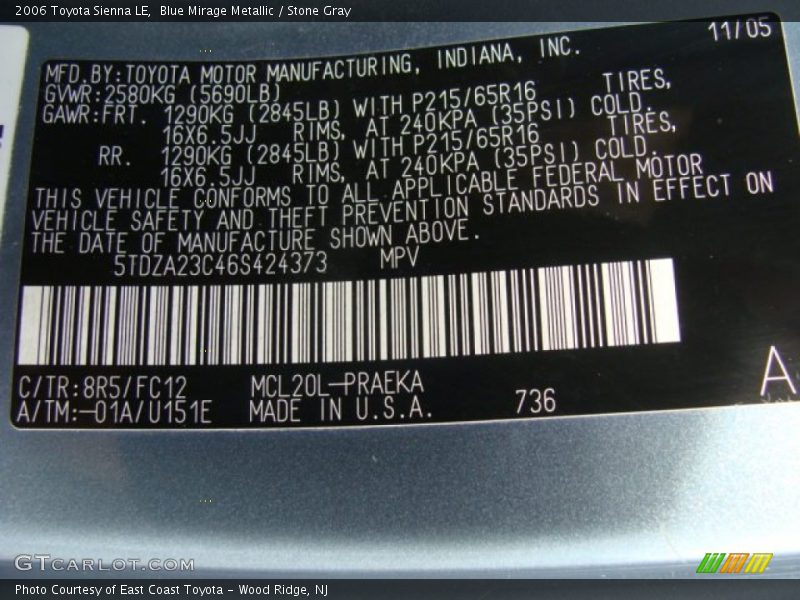 2006 Toyota Sienna LE,  Blue Mirage Metallic / Stone Gray
11/05
MFD.BY:TOYOTA MOTOR MANUFACTURING, INDIANA, INC.
GVWR:2580KG (5690LB)
GAWR:FRT. 1290KG (2845LB) WITH P215/65R16 TIRES,
16X6.5JJ RIMS, AT 240KPA (35PSI) COLD.
RR. 1290KG (2845LB) WITH P215/65R16 TIRES,
16X6.5JJ RIMS, AT 240KPA (35PSI) COLD.
THIS VEHICLE CONFORMS TO ALL APPLICABLE FEDERAL MOTOR
VEHICLE SAFETY AND THEFT PREVENTION STANDARDS IN EFFECT ON
THE DATE OF MANUFACTURE SHOWN ABOVE.
5TDZA23C46S424373 MPV
C/TR:8R5/FC12 MCL20L-PRAEKA
A/TM:-01A/U151E MADE IN U.S.A. 736
A
GTCARLOT.COM
Photo Courtesy of East Coast Toyota - Wood Ridge, NJ